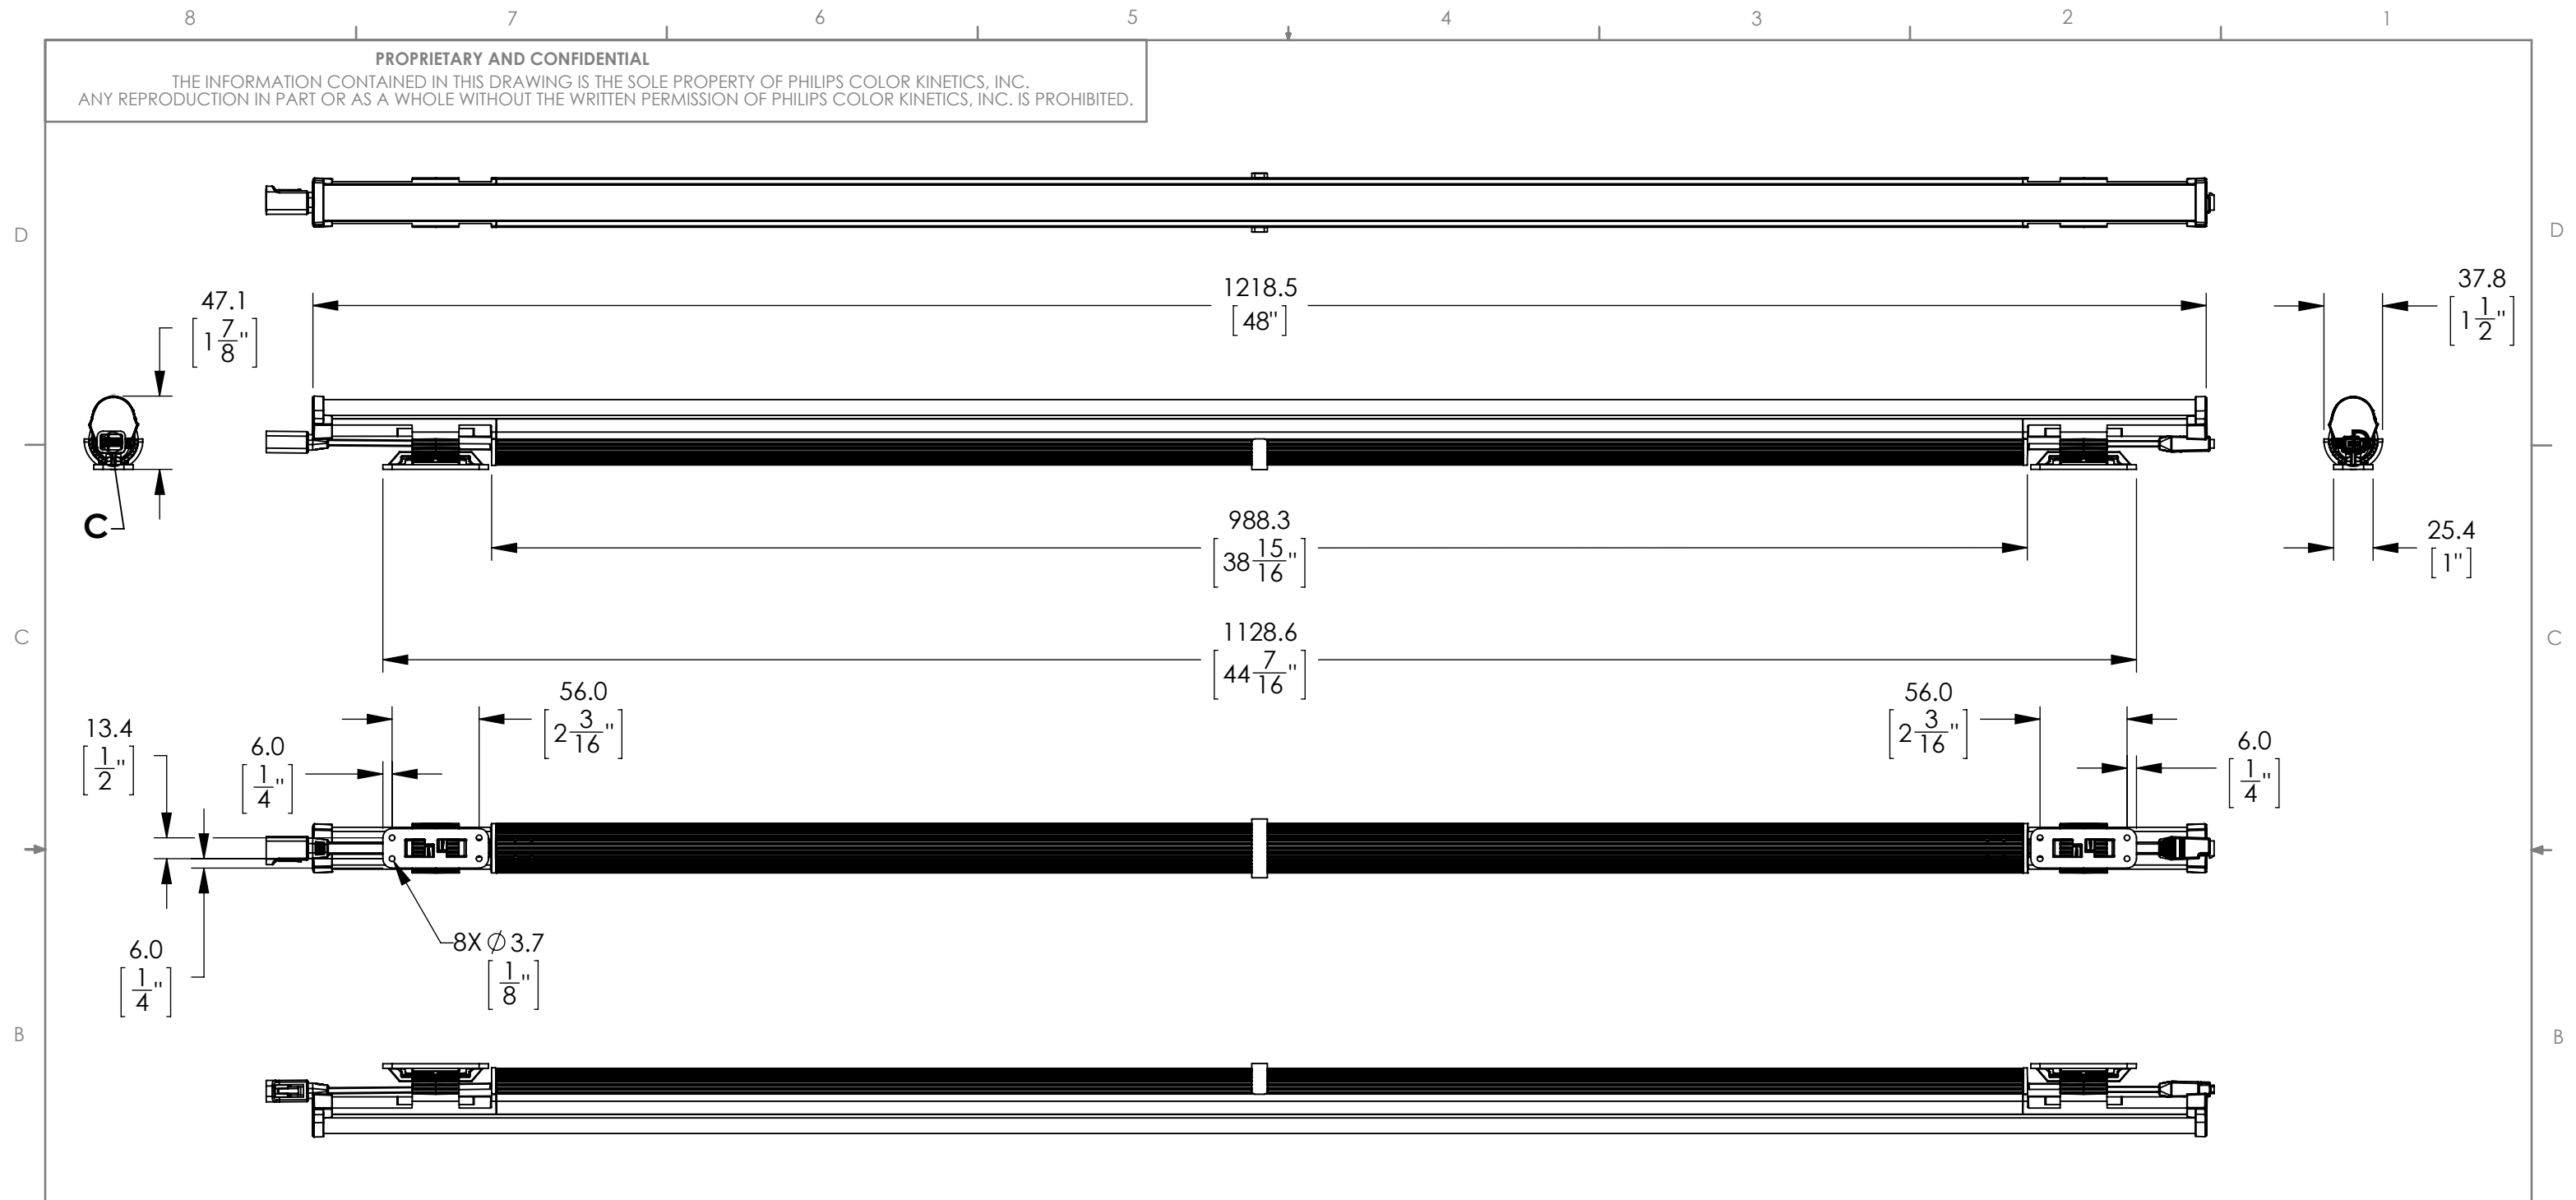 8 7 6 5 4 3 2 1
PROPRIETARY AND CONFIDENTIAL
THE INFORMATION CONTAINED IN THIS DRAWING IS THE SOLE PROPERTY OF PHILIPS COLOR KINETICS, INC.
ANY REPRODUCTION IN PART OR AS A WHOLE WITHOUT THE WRITTEN PERMISSION OF PHILIPS COLOR KINETICS, INC. IS PROHIBITED.
D D
47.1
[1 7/8"]
1218.5
[48"]
37.8
[1 1/2"]
C
D
988.3
[38 15/16"]
25.4
[1"]
C C
1128.6
[44 7/16"]
13.4
[1/2"]
6.0
[1/4"]
56.0
[2 3/16"]
56.0
[2 3/16"]
6.0
[1/4"]
6.0
[1/4"]
8X Ø 3.7
[1/8"]
B B